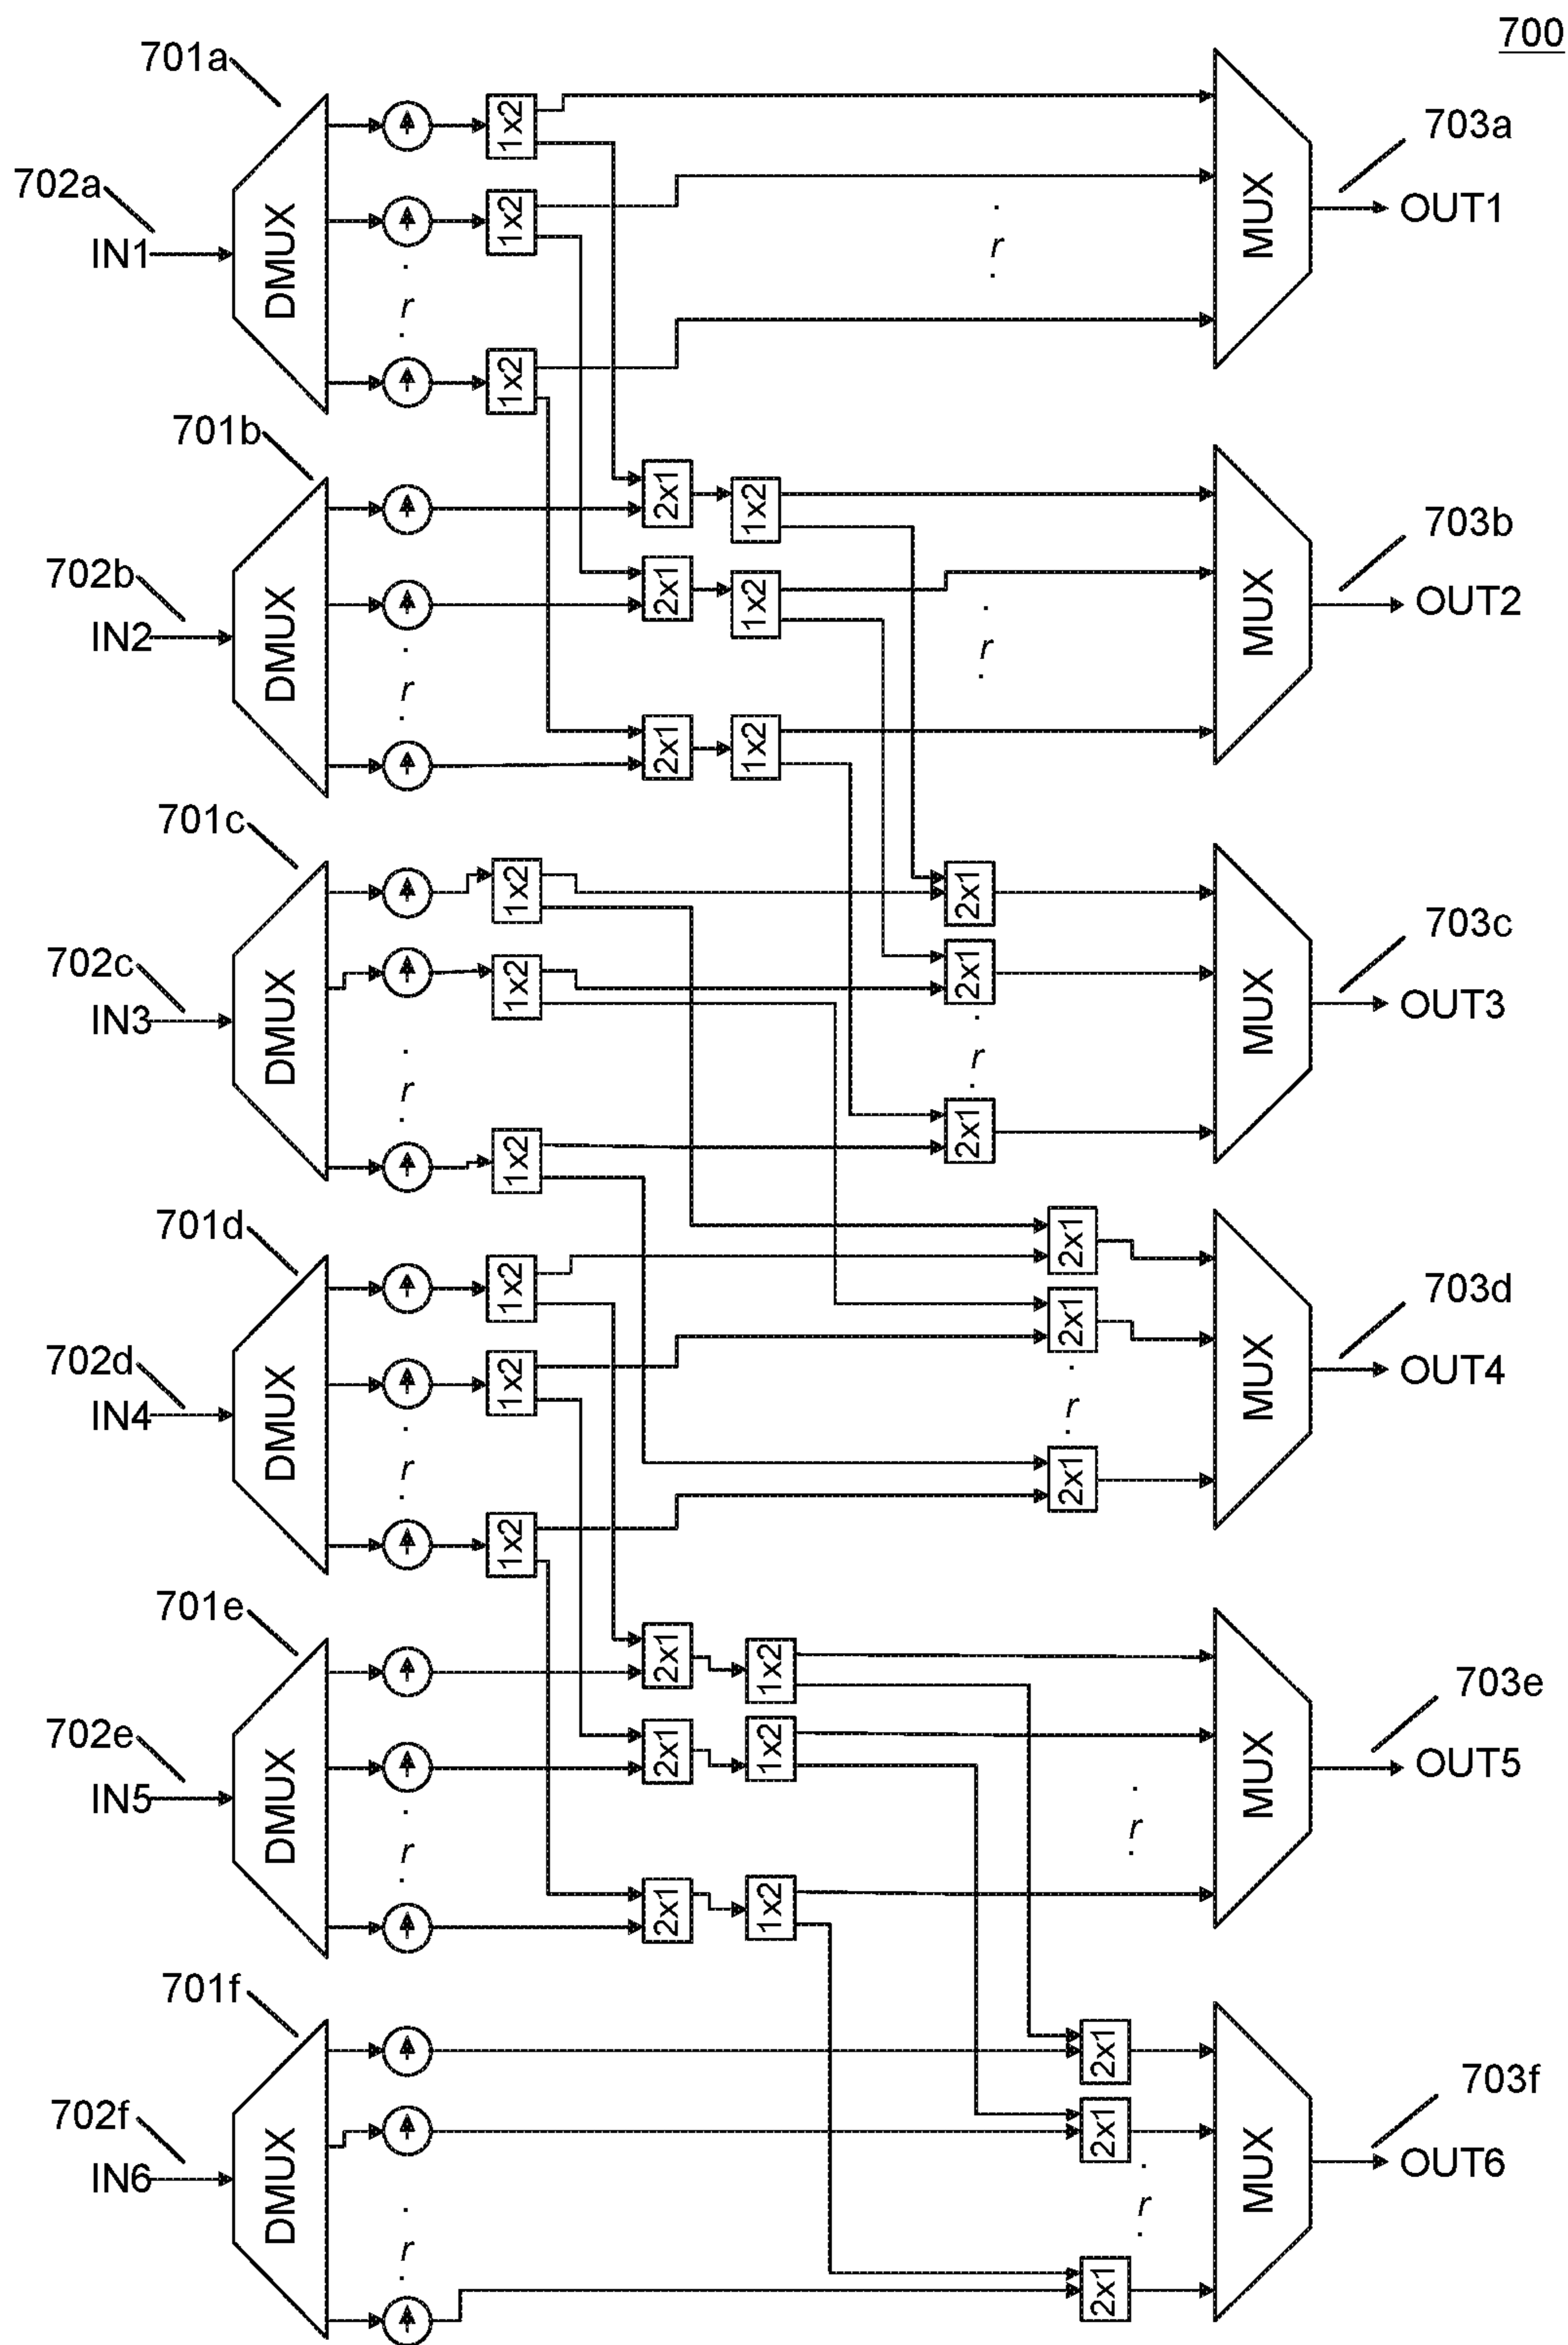 700
701a
1x2
703a
702a
MUX
OUT1
IN1
DMUX
1x2
r
r
1x2
701b
2x1
1x2
703b
702b
MUX
OUT2
IN2
DMUX
2x1
1x2
r
r
2x1
1x2
701c
1x2
2x1
703c
702c
MUX
OUT3
IN3
DMUX
1x2
2x1
r
r
1x2
2x1
701d
1x2
2x1
703d
702d
MUX
OUT4
IN4
DMUX
1x2
2x1
r
r
1x2
2x1
701e
2x1
1x2
703e
702e
MUX
OUT5
IN5
DMUX
2x1
1x2
r
r
2x1
1x2
701f
2x1
703f
702f
MUX
OUT6
IN6
DMUX
2x1
r
r
2x1